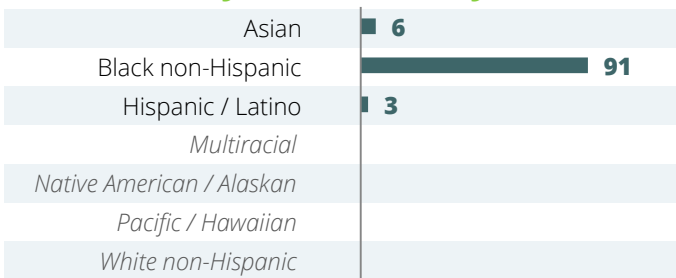 Asian 6
Black non-Hispanic 91
Hispanic / Latino 3
Multiracial
Native American / Alaskan
Pacific / Hawaiian
White non-Hispanic